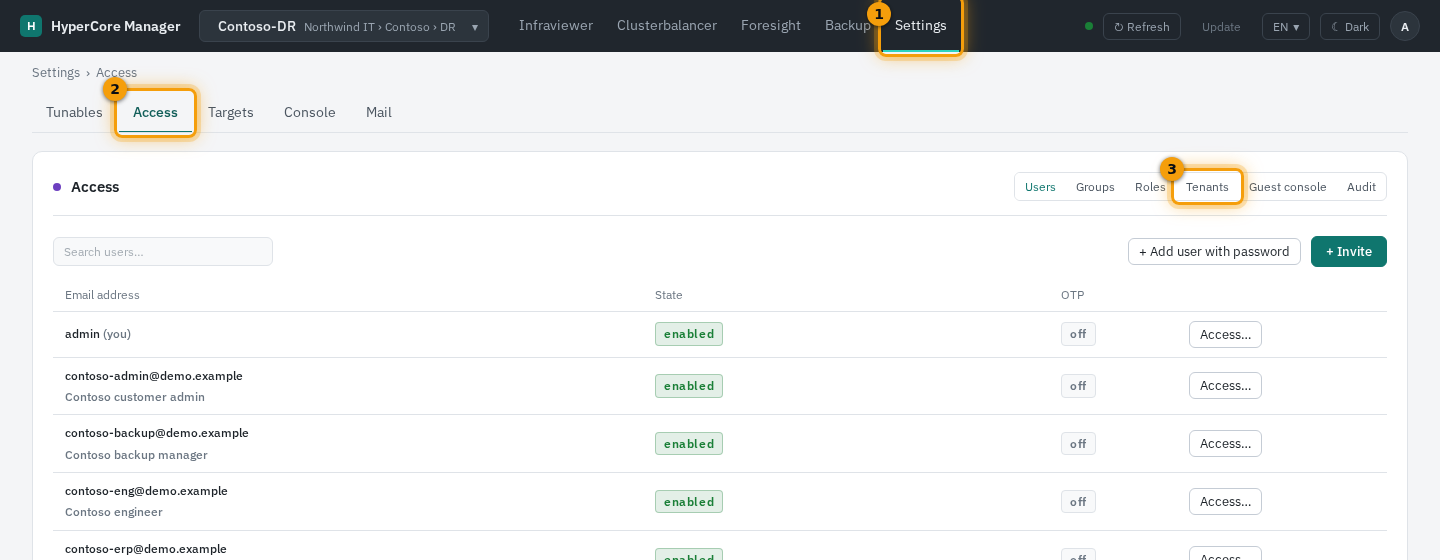 H HyperCore Manager Contoso-DR Northwind IT › Contoso › DR ▾ Infraviewer Clusterbalancer Foresight Backup 1 Settings ↻ Refresh Update EN ▾ ☾ Dark A
Settings › Access
2
Tunables Access Targets Console Mail
3
Access Users Groups Roles Tenants Guest console Audit
Search users... + Add user with password + Invite
Email address State OTP
admin (you) enabled off Access...
contoso-admin@demo.example
Contoso customer admin enabled off Access...
contoso-backup@demo.example
Contoso backup manager enabled off Access...
contoso-eng@demo.example
Contoso engineer enabled off Access...
contoso-erp@demo.example
enabled off Access...